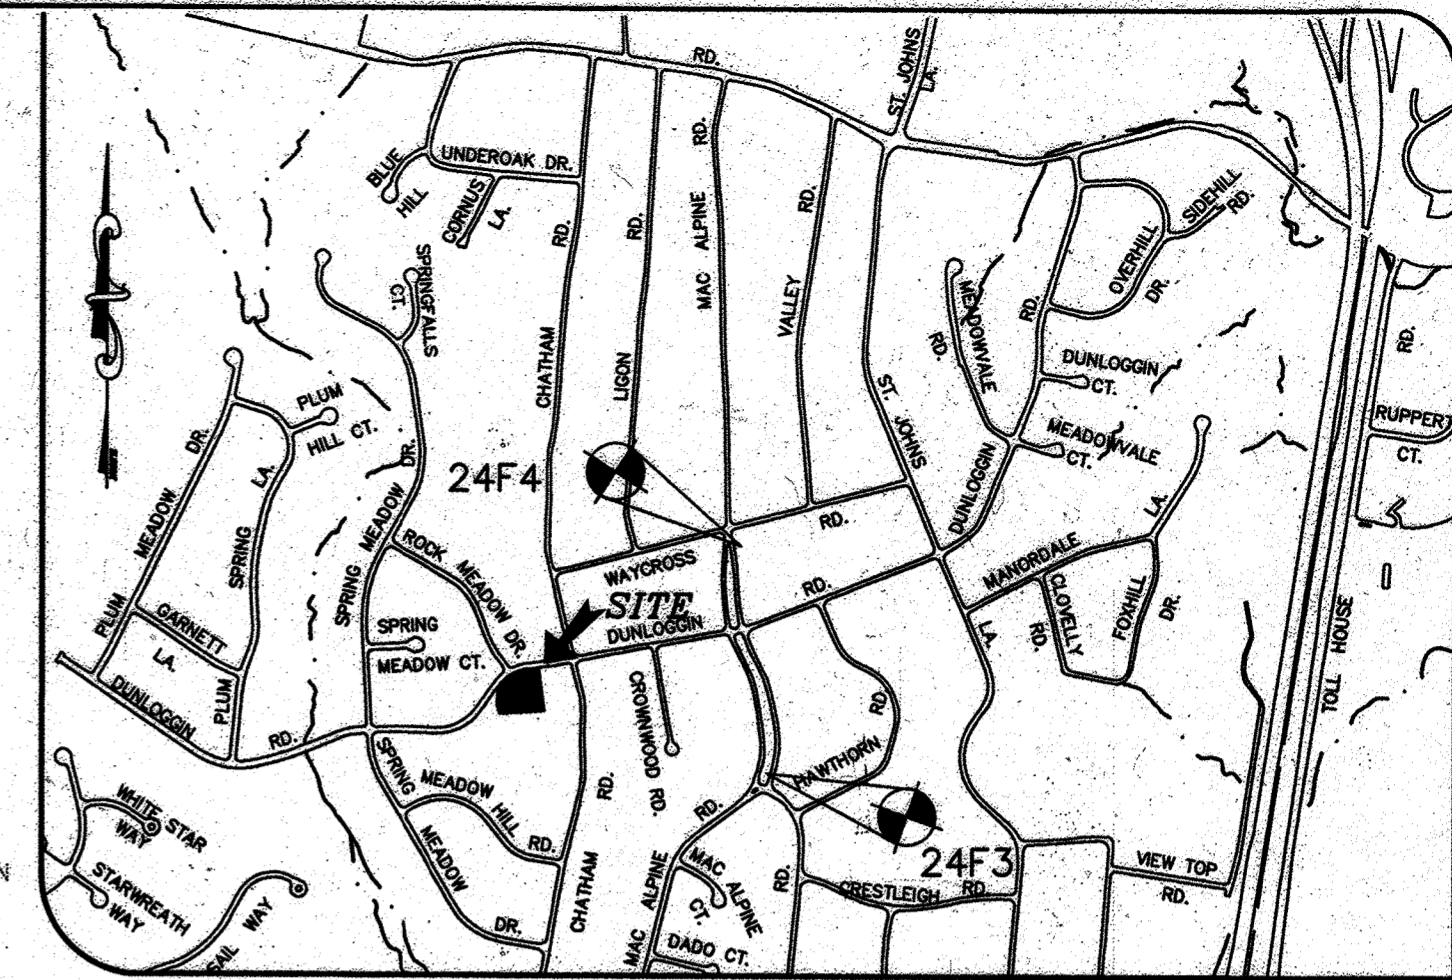 RD.
ST. JOHNS
LA.
BLUE
HILL
UNDEROAK DR.
CORNUS
LA.
RD.
RD.
MAC ALPINE RD.
RD.
SIDEHILL
RD.
OVERHILL
DR.
SPRINGFALLS
CT.
CHATHAM
LIGON
VALLEY
MEADOWVALE
RD.
RD.
DUNLOGGIN
CT.
RD.
RUPPERT
CT.
PLUM
HILL CT.
MEADOW DR.
LA.
DR.
ST. JOHNS
MEADOWVALE
CT.
DUNLOGGIN
24F4
SPRING
SPRING MEADOW
ROCK MEADOW DR.
WAYCROSS
RD.
RD.
MANORDALE
LA.
CLOVELLY
RD.
FOXHILL
DR.
TOLL HOUSE
PLUM
GARNETT
LA.
SPRING
MEADOW CT.
SITE
DUNLOGGIN
LA.
DUNLOGGIN
RD.
PLUM
CROWNWOOD RD.
RD.
HAWTHORN
SPRING
MEADOW
MEADOW
HILL
RD.
DR.
RD.
CHATHAM
RD.
MAC ALPINE
MAC ALPINE
CT.
DADO CT.
RD.
24F3
CRESTLEIGH RD.
VIEW TOP
RD.
WHITE STAR
WAY
STARWREATH
WAY
SAIL WAY